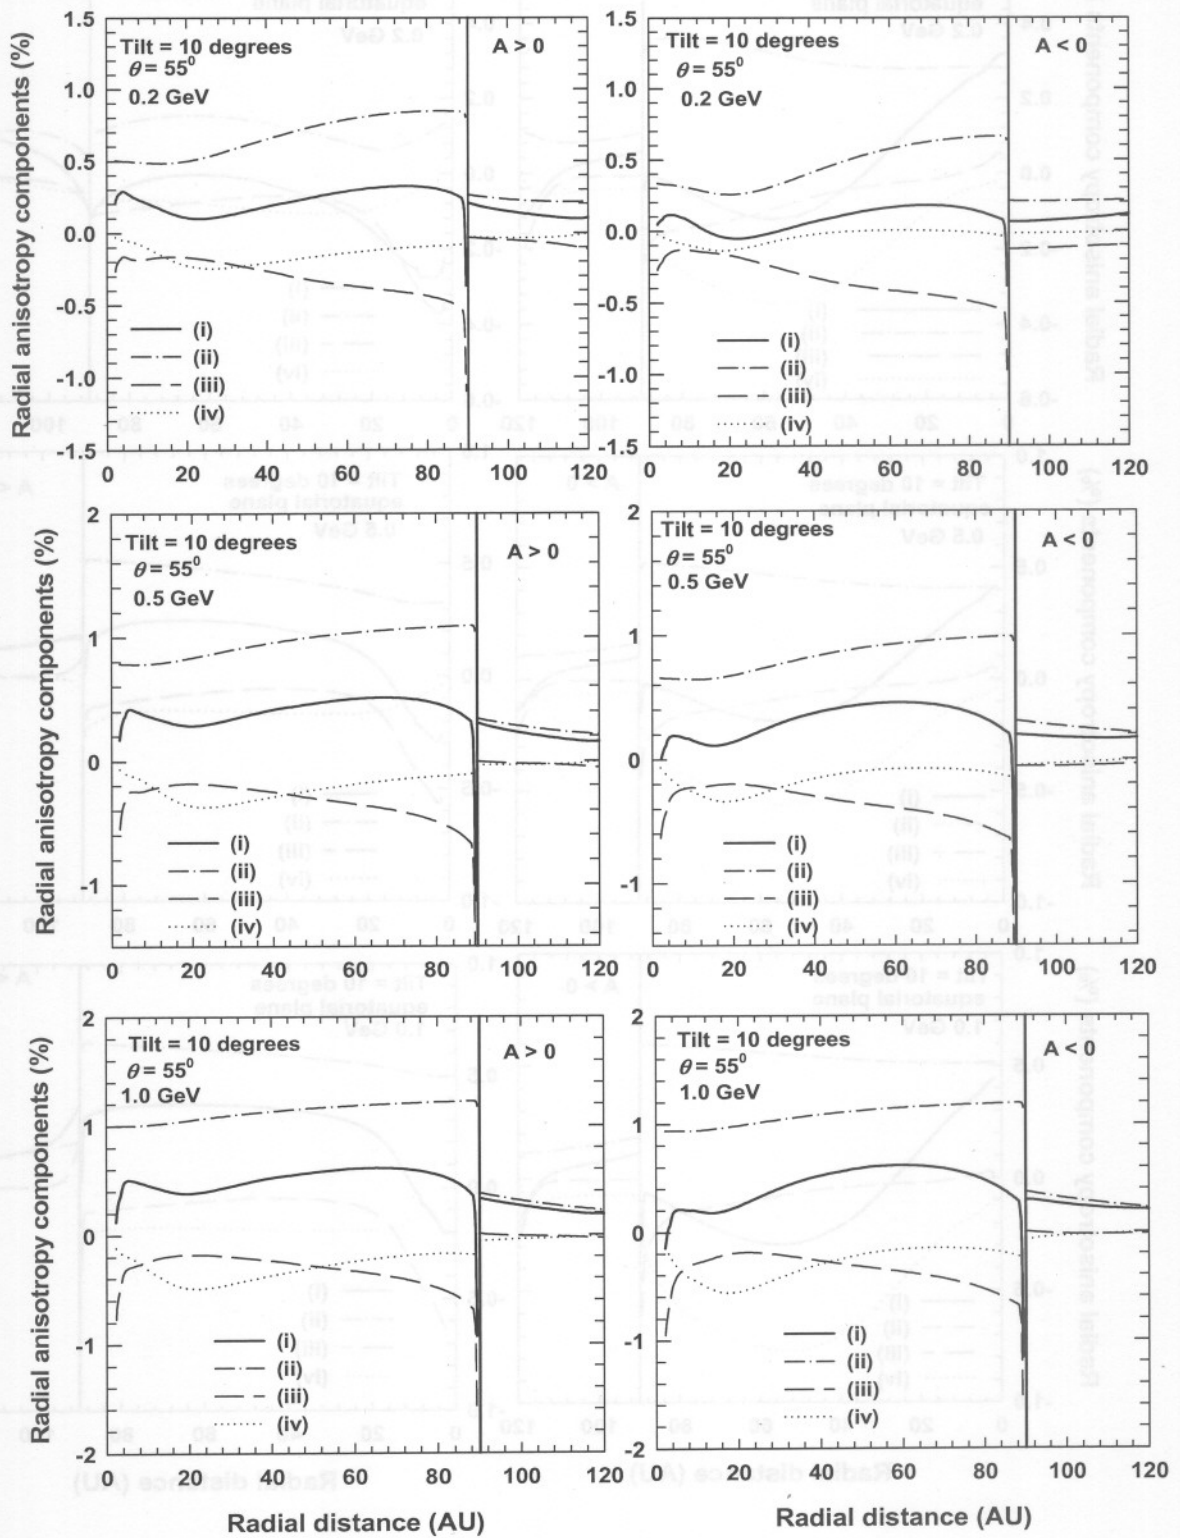 Radial anisotropy components (%)
1.5
1.0
0.5
0.0
-0.5
-1.0
-1.5
Tilt = 10 degrees
θ = 55⁰
0.2 GeV
A > 0
(i)
(ii)
(iii)
(iv)
0 20 40 60 80 100 120
1.5
1.0
0.5
0.0
-0.5
-1.0
-1.5
Tilt = 10 degrees
θ = 55⁰
0.2 GeV
A < 0
(i)
(ii)
(iii)
(iv)
0 20 40 60 80 100 120
Radial anisotropy components (%)
2
1
0
-1
Tilt = 10 degrees
θ = 55⁰
0.5 GeV
A > 0
(i)
(ii)
(iii)
(iv)
0 20 40 60 80 100 120
2
1
0
-1
Tilt = 10 degrees
θ = 55⁰
0.5 GeV
A < 0
(i)
(ii)
(iii)
(iv)
0 20 40 60 80 100 120
Radial anisotropy components (%)
2
1
0
-1
-2
Tilt = 10 degrees
θ = 55⁰
1.0 GeV
A > 0
(i)
(ii)
(iii)
(iv)
0 20 40 60 80 100 120
Radial distance (AU)
2
1
0
-1
-2
Tilt = 10 degrees
θ = 55⁰
1.0 GeV
A < 0
(i)
(ii)
(iii)
(iv)
0 20 40 60 80 100 120
Radial distance (AU)